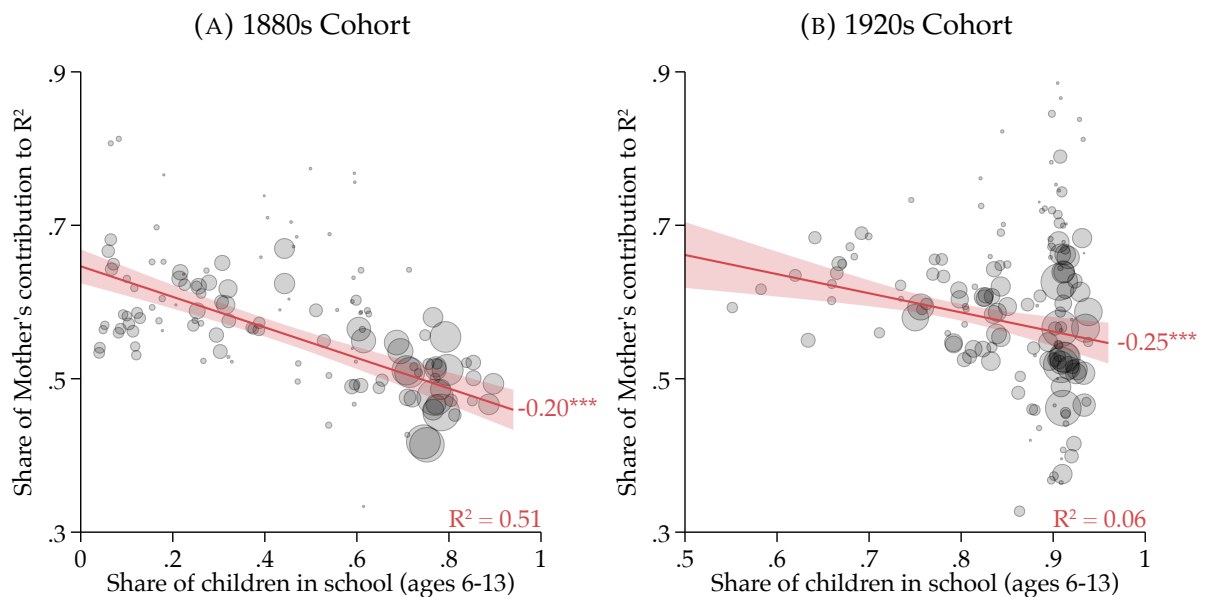 (A) 1880s Cohort
Share of Mother's contribution to R²
.9
.7
.5
.3
-0.20***
R² = 0.51
0
.2
.4
.6
.8
1
Share of children in school (ages 6-13)
(B) 1920s Cohort
Share of Mother's contribution to R²
.9
.7
.5
.3
-0.25***
R² = 0.06
.5
.6
.7
.8
.9
1
Share of children in school (ages 6-13)